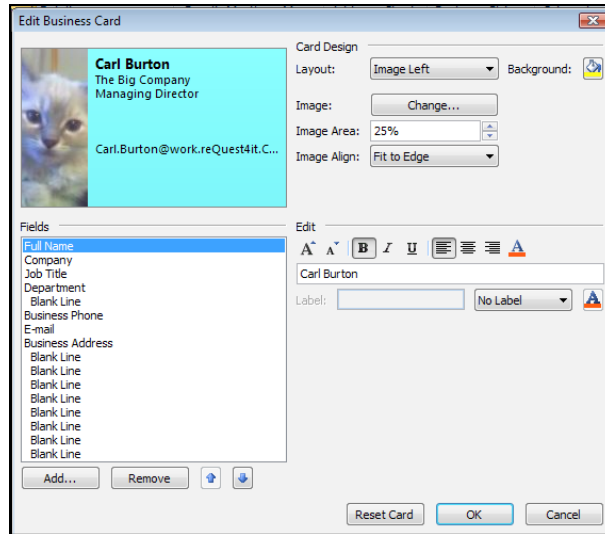 Edit Business Card
Carl Burton
The Big Company
Managing Director
Carl.Burton@work.reQuest4it.C...
Card Design
Layout: Image Left Background:
Image: Change...
Image Area: 25%
Image Align: Fit to Edge
Fields
Full Name
Company
Job Title
Department
Blank Line
Business Phone
E-mail
Business Address
Blank Line
Blank Line
Blank Line
Blank Line
Blank Line
Blank Line
Blank Line
Blank Line
Add... Remove
Edit
A A B I U A
Carl Burton
Label: No Label A
Reset Card OK Cancel